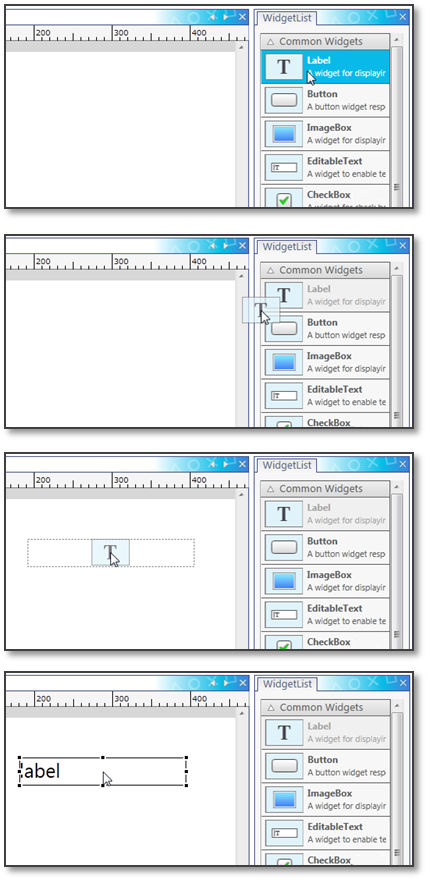 WidgetList
200 300 400
Common Widgets
T
Label
A widget for displayir
Button
A button widget resp
ImageBox
A widget for displayir
EditableText
A widget to enable te
CheckBox
WidgetList
200 300 400
Common Widgets
T
T
Label
A widget for displayir
Button
A button widget resp
ImageBox
A widget for displayir
EditableText
A widget to enable te
CheckBox
WidgetList
200 300 400
Common Widgets
T
T
Label
A widget for displayir
Button
A button widget resp
ImageBox
A widget for displayir
EditableText
A widget to enable te
CheckBox
WidgetList
200 300 400
Common Widgets
T
Label
A widget for displayir
Button
A button widget resp
ImageBox
A widget for displayir
EditableText
A widget to enable te
CheckBox
label